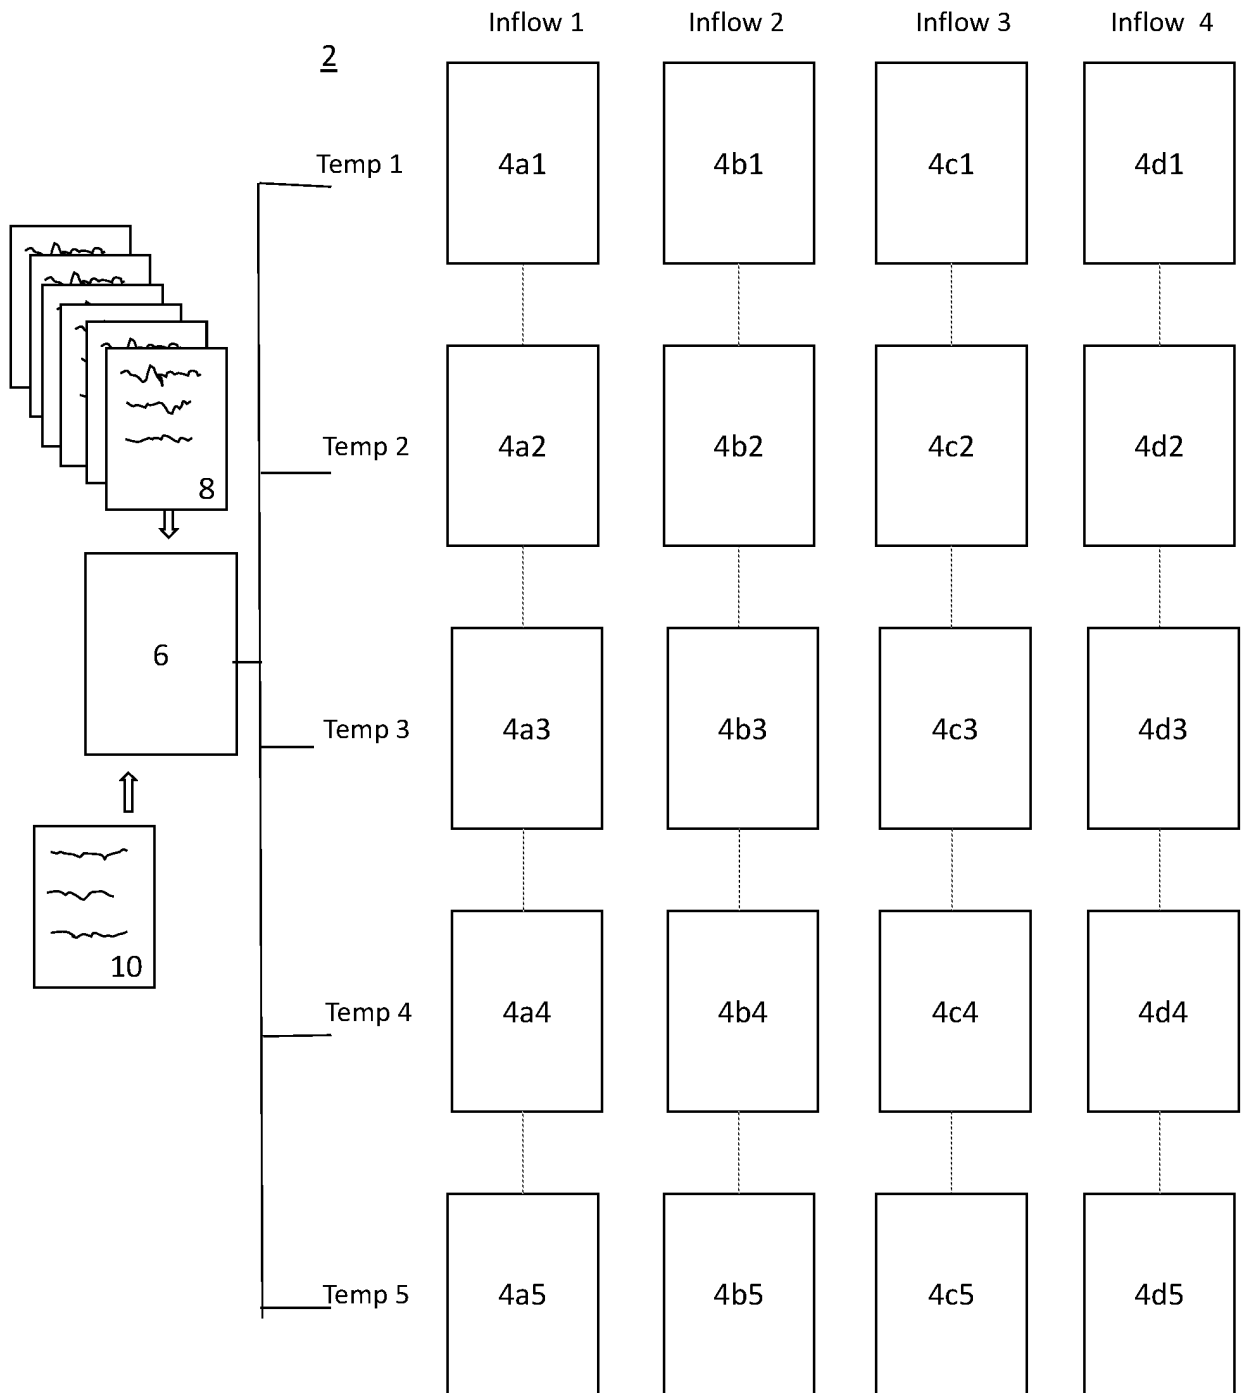 Inflow 1 Inflow 2 Inflow 3 Inflow 4
2
Temp 1 4a1 4b1 4c1 4d1
Temp 2 4a2 4b2 4c2 4d2
8
6
Temp 3 4a3 4b3 4c3 4d3
10
Temp 4 4a4 4b4 4c4 4d4
Temp 5 4a5 4b5 4c5 4d5